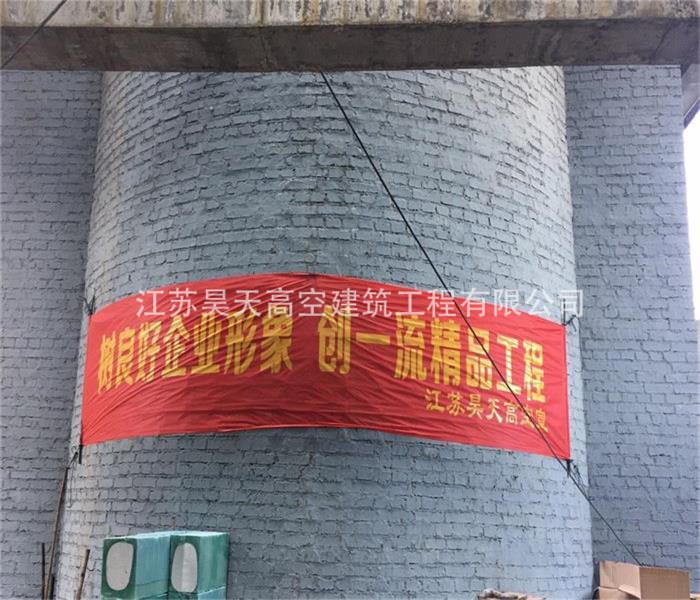 江苏昊天高空建筑工程有限公司
树良好企业形象 创一流精品工程
江苏昊天高空宣